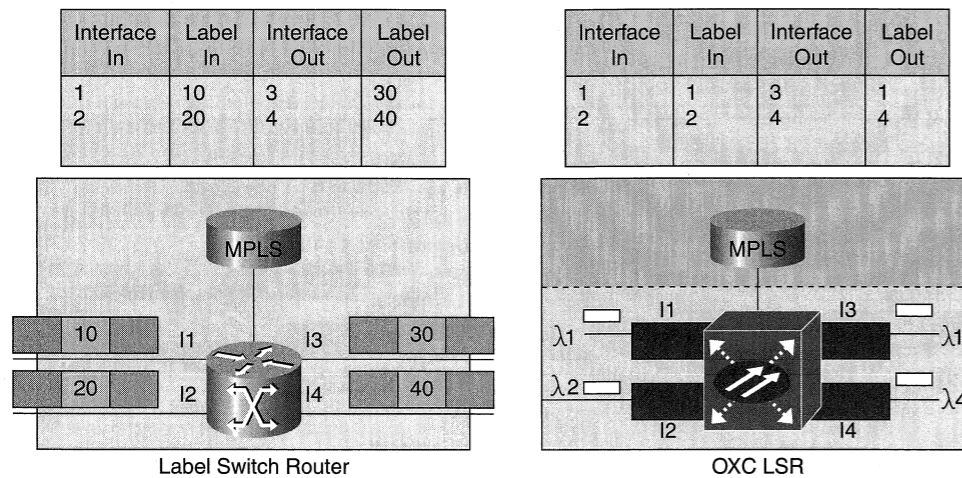 Interface In Label In Interface Out Label Out
1 10 3 30
2 20 4 40
MPLS
10 I1 I3 30
20 I2 I4 40
Label Switch Router
Interface In Label In Interface Out Label Out
1 1 3 1
2 2 4 4
MPLS
I1 I3
λ1 λ1
λ2 λ4
I2 I4
OXC LSR